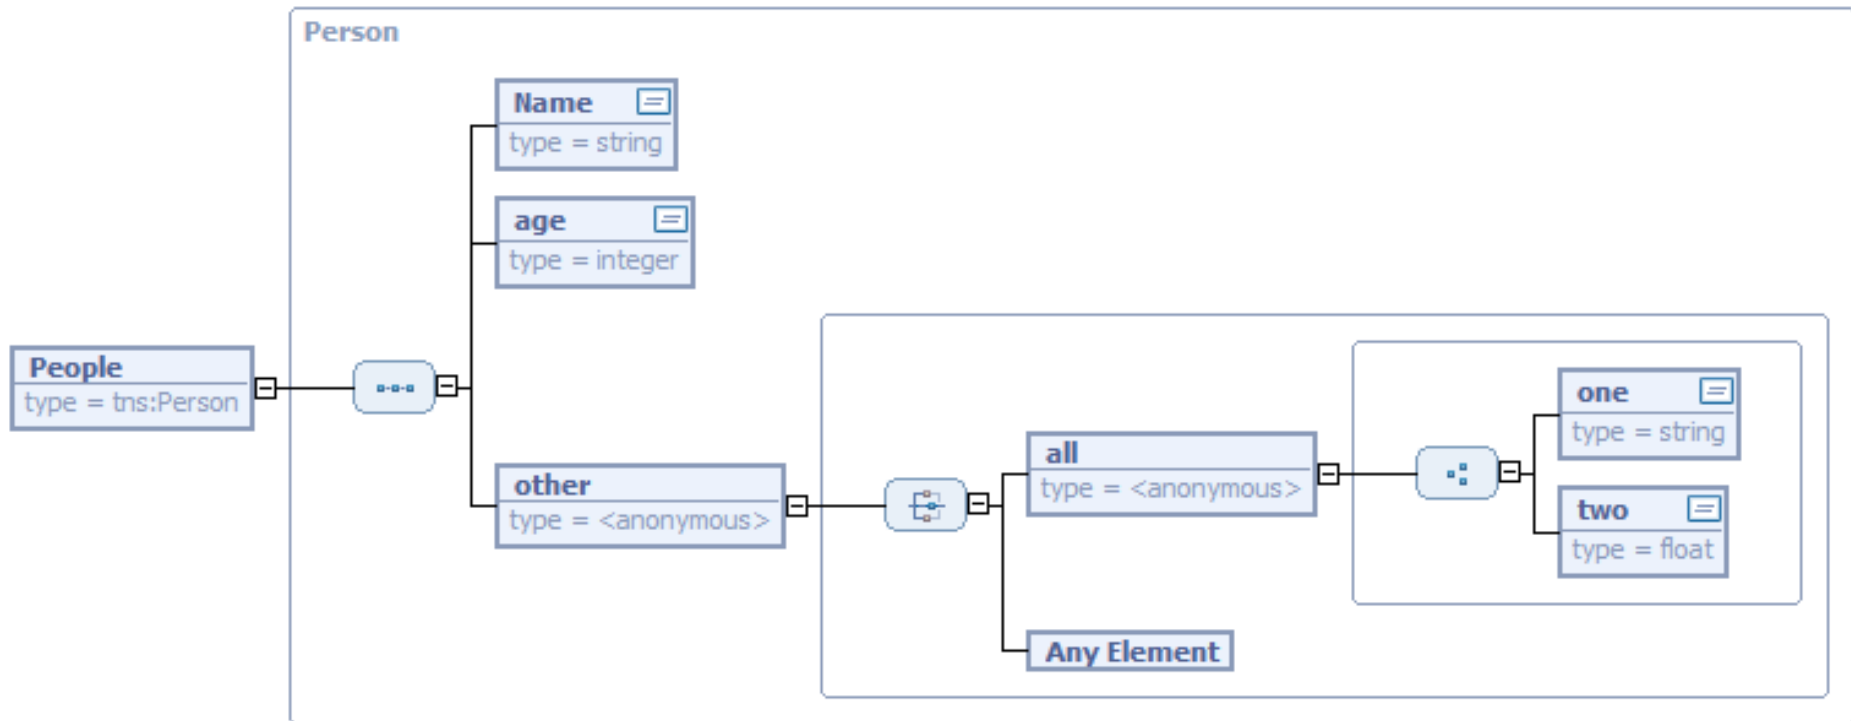 Person
Name
type = string
age
type = integer
People
type = tns:Person
other
type = <anonymous>
all
type = <anonymous>
Any Element
one
type = string
two
type = float